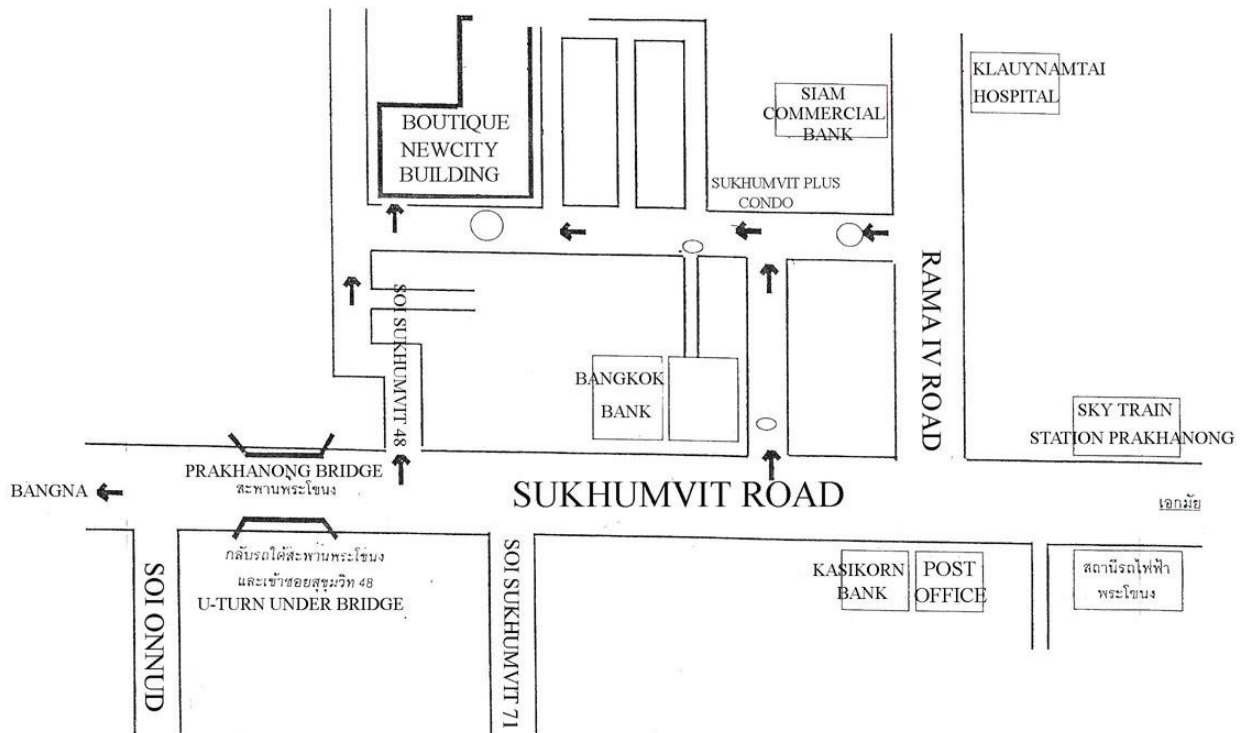 KLAUYNAMTAI
HOSPITAL
SIAM
COMMERCIAL
BANK
BOUTIQUE
NEWCITY
BUILDING
SUKHUMVIT PLUS
CONDO
RAMA IV ROAD
SOI SUKHUMVIT 48
BANGKOK
BANK
SKY TRAIN
STATION PRAKHANONG
PRAKHANONG BRIDGE
สะพานพระโขนง
BANGNA
SUKHUMVIT ROAD
เอกมัย
กลับรถใต้สะพานพระโขนง
และเข้าซอยสุขุมวิท 48
U-TURN UNDER BRIDGE
SOI ONNUD
SOI SUKHUMVIT 71
KASIKORN
BANK
POST
OFFICE
สถานีรถไฟฟ้า
พระโขนง